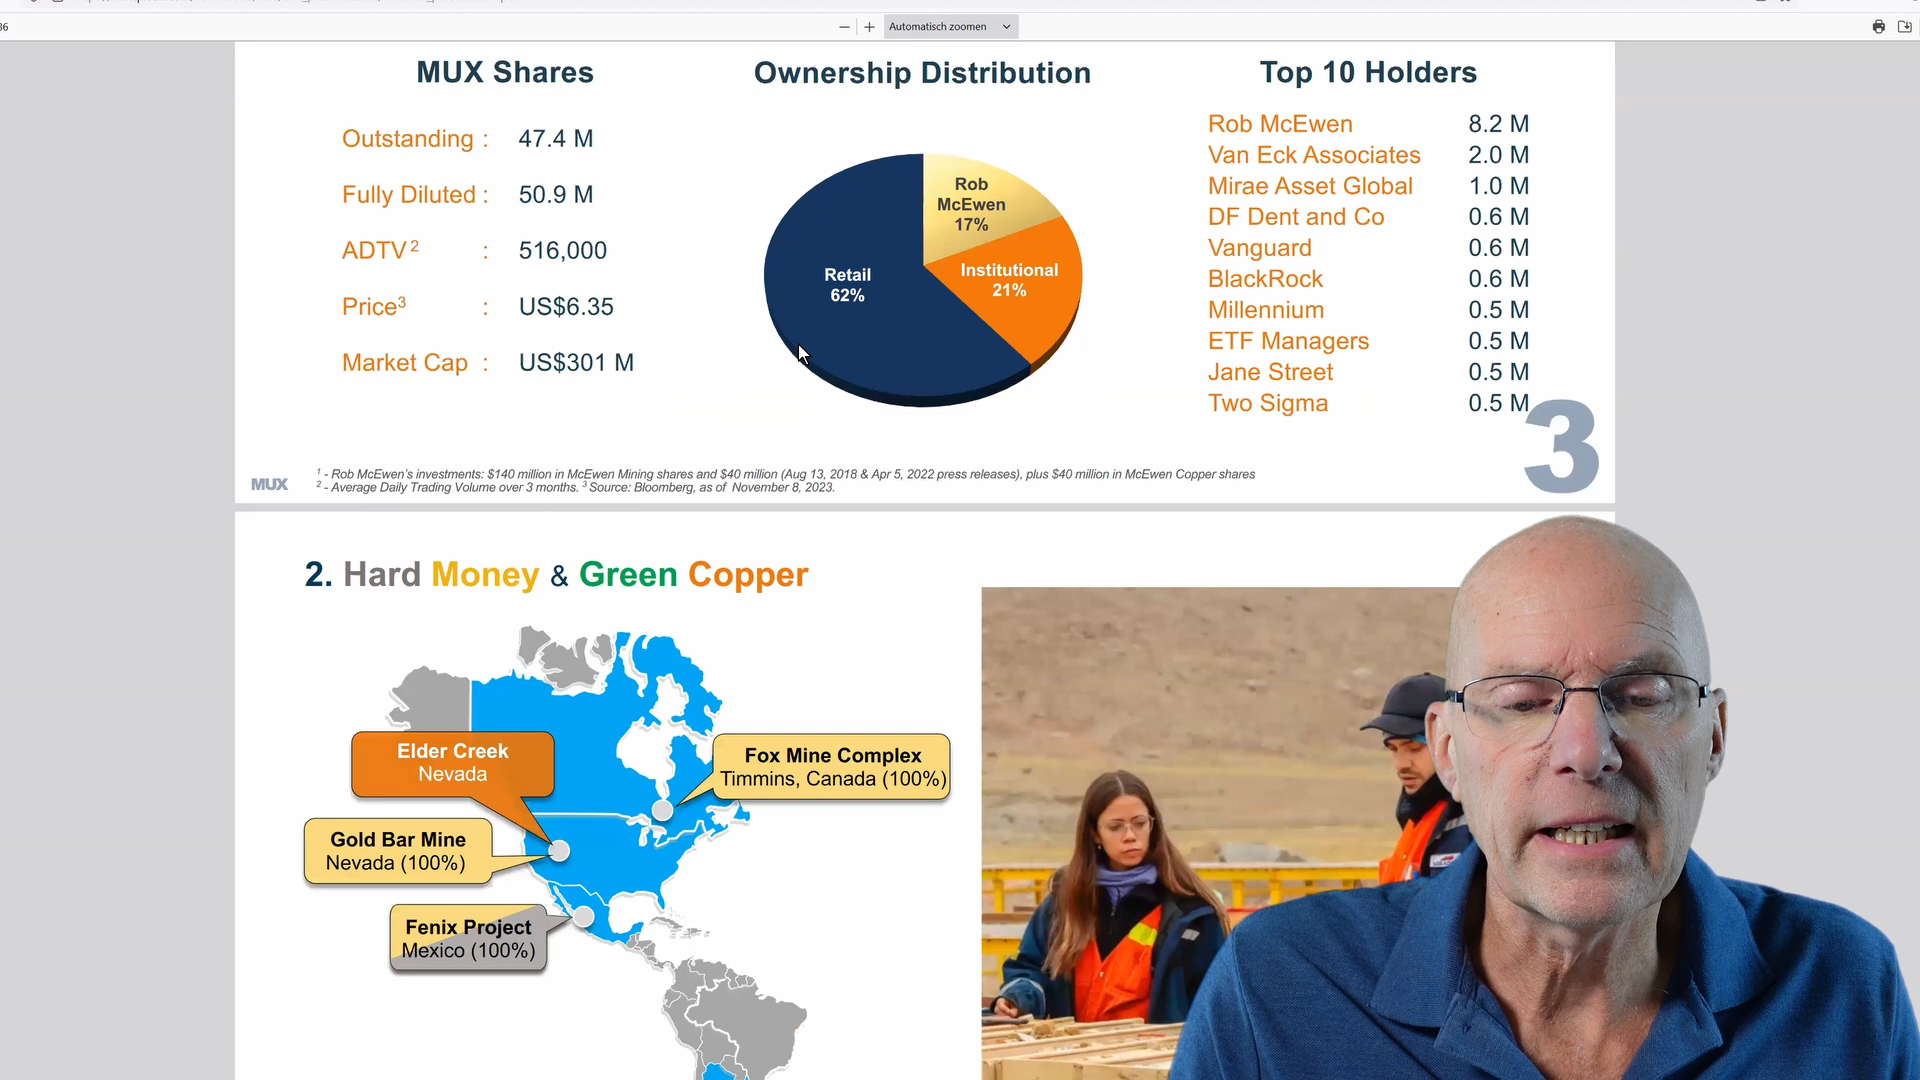 36
Automatisch zoomen
MUX Shares
Outstanding : 47.4 M
Fully Diluted : 50.9 M
ADTV2 : 516,000
Price3 : US$6.35
Market Cap : US$301 M
Ownership Distribution
Rob
McEwen
17%
Institutional
21%
Retail
62%
Top 10 Holders
Rob McEwen 8.2 M
Van Eck Associates 2.0 M
Mirae Asset Global 1.0 M
DF Dent and Co 0.6 M
Vanguard 0.6 M
BlackRock 0.6 M
Millennium 0.5 M
ETF Managers 0.5 M
Jane Street 0.5 M
Two Sigma 0.5 M
3
MUX
1 - Rob McEwen's investments: $140 million in McEwen Mining shares and $40 million (Aug 13, 2018 & Apr 5, 2022 press releases), plus $40 million in McEwen Copper shares
2 - Average Daily Trading Volume over 3 months. 3 Source: Bloomberg, as of November 8, 2023.
2. Hard Money & Green Copper
Elder Creek
Nevada
Fox Mine Complex
Timmins, Canada (100%)
Gold Bar Mine
Nevada (100%)
Fenix Project
Mexico (100%)